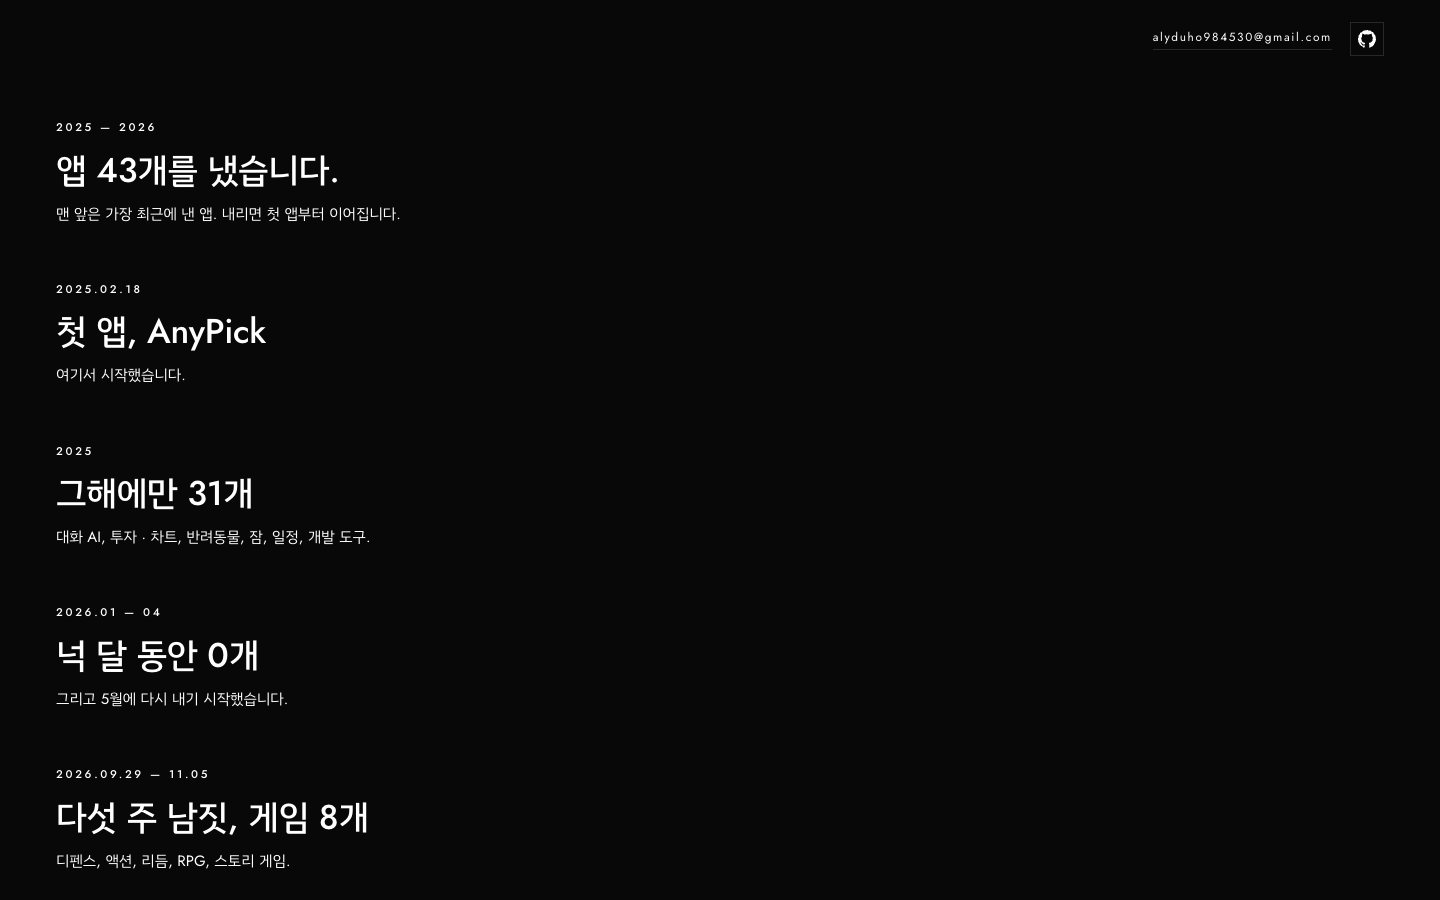 alyduho984530@gmail.com
2025 — 2026
앱 43개를 냈습니다.
맨 앞은 가장 최근에 낸 앱. 내리면 첫 앱부터 이어집니다.
2025.02.18
첫 앱, AnyPick
여기서 시작했습니다.
2025
그해에만 31개
대화 AI, 투자 · 차트, 반려동물, 잠, 일정, 개발 도구.
2026.01 — 04
넉 달 동안 0개
그리고 5월에 다시 내기 시작했습니다.
2026.09.29 — 11.05
다섯 주 남짓, 게임 8개
디펜스, 액션, 리듬, RPG, 스토리 게임.